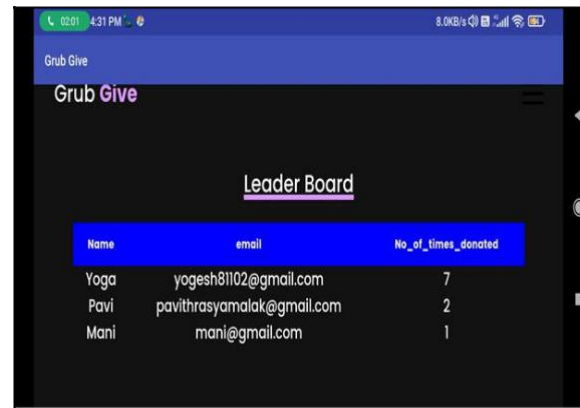 02:01 4:31 PM 8.0KB/s
Grub Give
Grub Give
Leader Board
Name email No_of_times_donated
Yoga yogesh81102@gmail.com 7
Pavi pavithrasyamalak@gmail.com 2
Mani mani@gmail.com 1